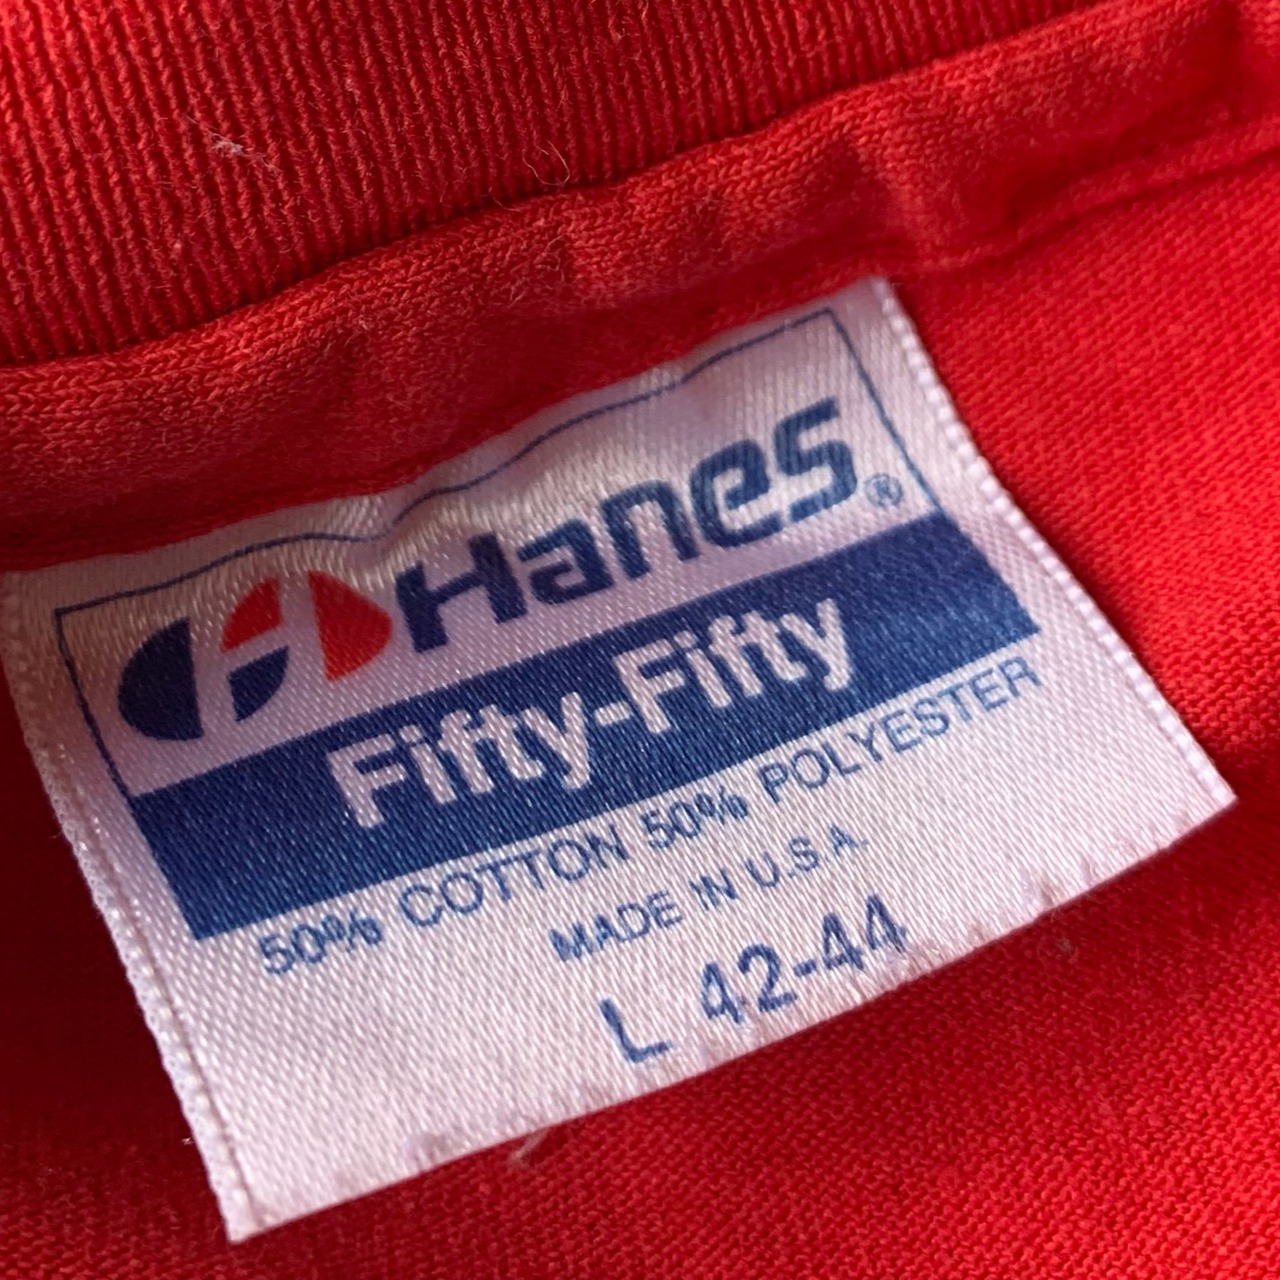 Hanes®
Fifty-Fifty
50% COTTON 50% POLYESTER
MADE IN U.S.A.
L 42-44